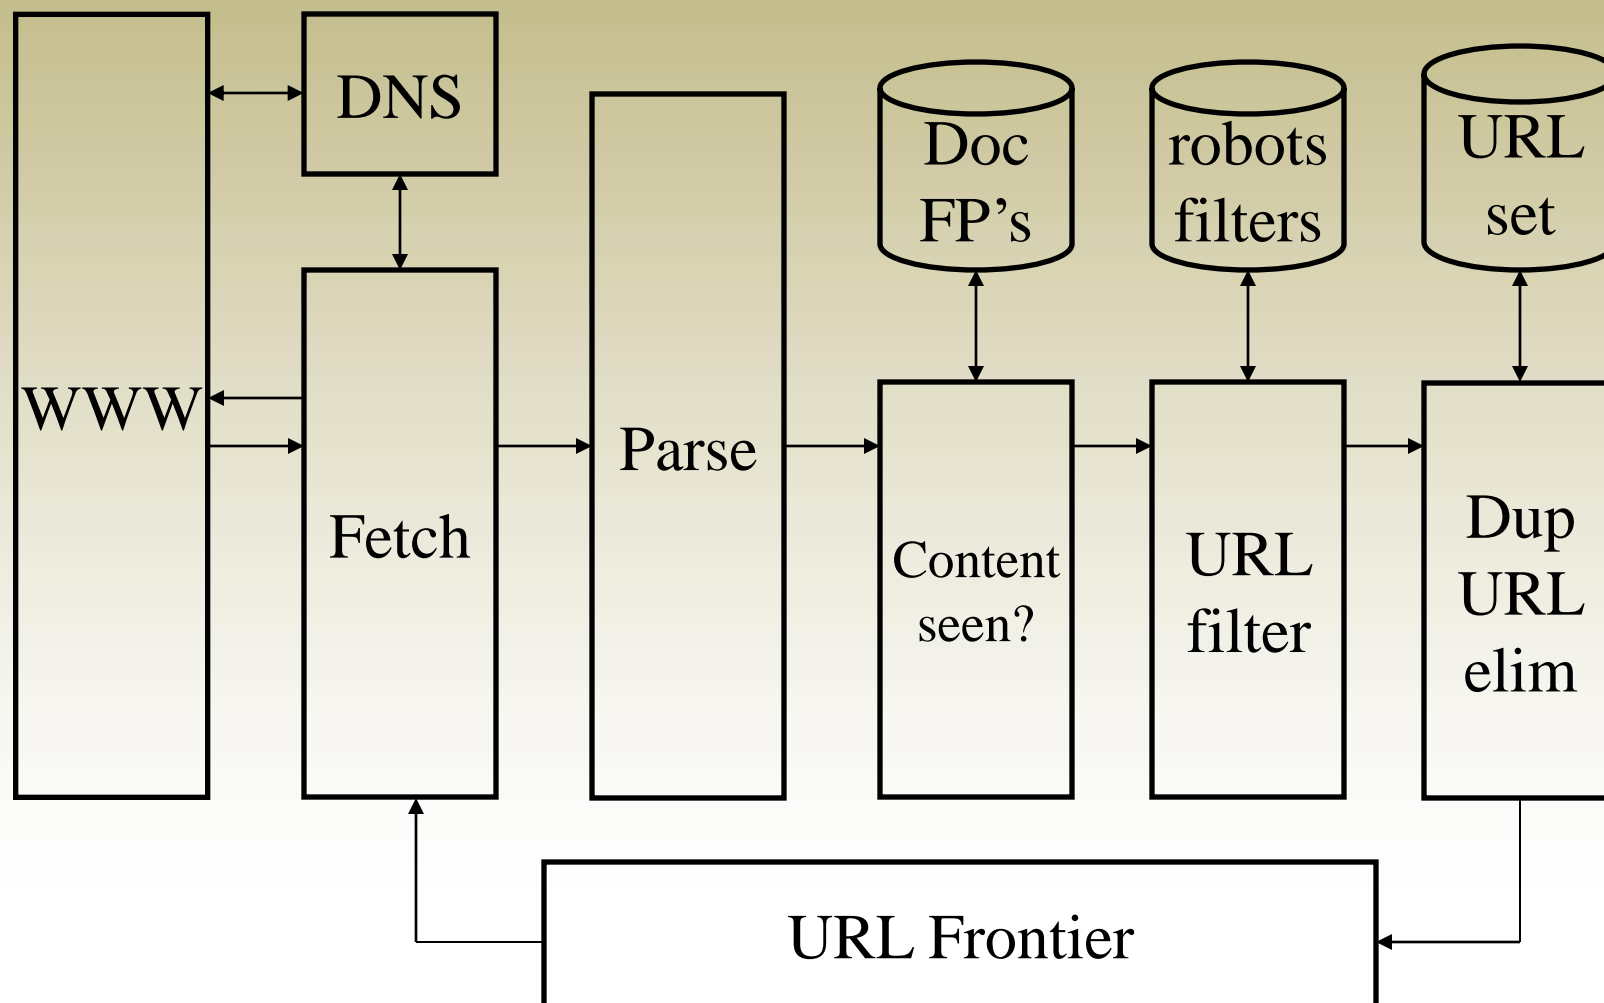 WWW
DNS
Fetch
Parse
Doc
FP’s
Content
seen?
robots
filters
URL
filter
URL
set
Dup
URL
elim
URL Frontier